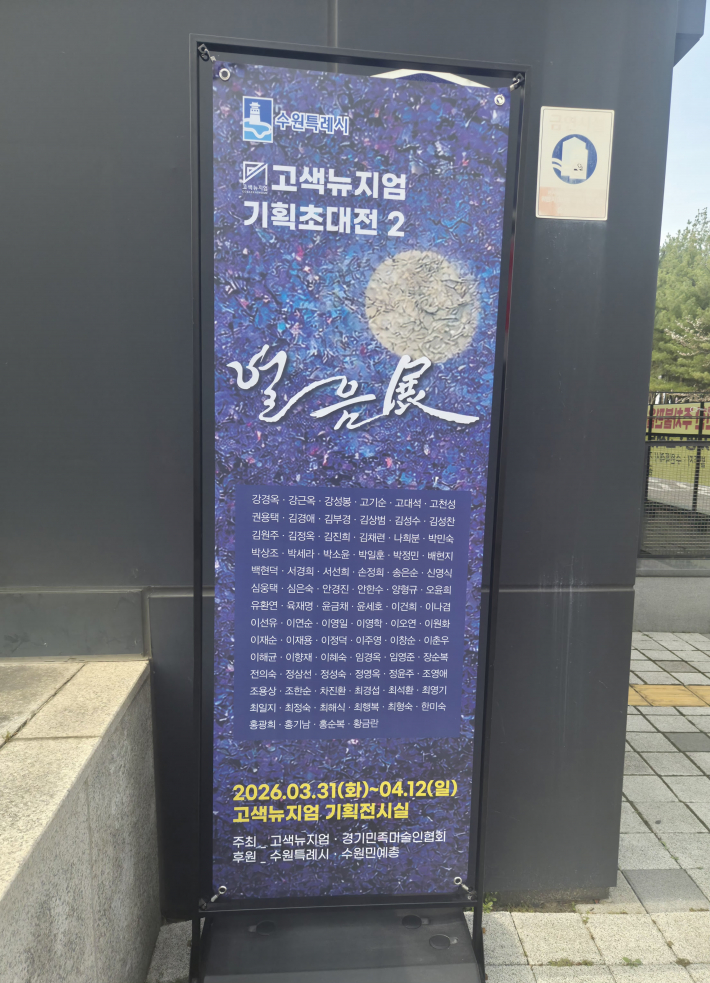 수원특례시
고색뉴지엄
고색뉴지엄
기획초대전 2
벌음展
강경옥 · 강근옥 · 강성봉 · 고기순 · 고대석 · 고천성
권용택 · 김경애 · 김부경 · 김상범 · 김성수 · 김성찬
김원주 · 김정옥 · 김진희 · 김채련 · 나희분 · 박민숙
박상조 · 박세라 · 박소윤 · 박일훈 · 박정민 · 배현지
백현덕 · 서경희 · 서선희 · 손정희 · 송은순 · 신영식
심웅택 · 심은숙 · 안경진 · 안한수 · 양형규 · 오윤희
유환연 · 육재명 · 윤금채 · 윤세호 · 이건희 · 이나겸
이선유 · 이연순 · 이영일 · 이영학 · 이오연 · 이원화
이재순 · 이재용 · 이정덕 · 이주영 · 이창순 · 이춘우
이해균 · 이향재 · 이혜숙 · 임경옥 · 임영준 · 장순복
전의숙 · 정삼선 · 정성숙 · 정영옥 · 정윤주 · 조영애
조용상 · 조한순 · 차진환 · 최경섭 · 최석환 · 최영기
최일지 · 최정숙 · 최해식 · 최행복 · 최형숙 · 한미숙
홍광희 · 홍기남 · 홍순복 · 황금란
2026.03.31(화)~04.12(일)
고색뉴지엄 기획전시실
주최_ 고색뉴지엄 · 경기민족미술인협회
후원_ 수원특례시 · 수원민예총